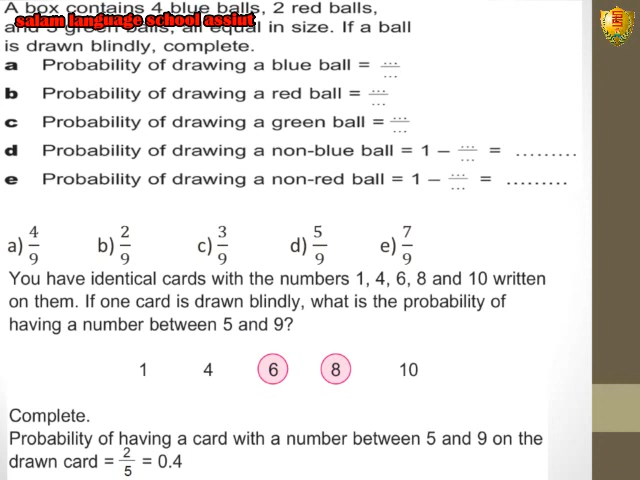 A box contains 4 blue balls, 2 red balls,
salam language school assiut
and 3 green balls, all equal in size. If a ball
is drawn blindly, complete.
a Probability of drawing a blue ball = .../...
b Probability of drawing a red ball = .../...
c Probability of drawing a green ball = .../...
d Probability of drawing a non-blue ball = 1 − .../... = .........
e Probability of drawing a non-red ball = 1 − .../... = .........
a) 4/9 b) 2/9 c) 3/9 d) 5/9 e) 7/9
You have identical cards with the numbers 1, 4, 6, 8 and 10 written
on them. If one card is drawn blindly, what is the probability of
having a number between 5 and 9?
1 4 6 8 10
Complete.
Probability of having a card with a number between 5 and 9 on the
drawn card = 2/5 = 0.4